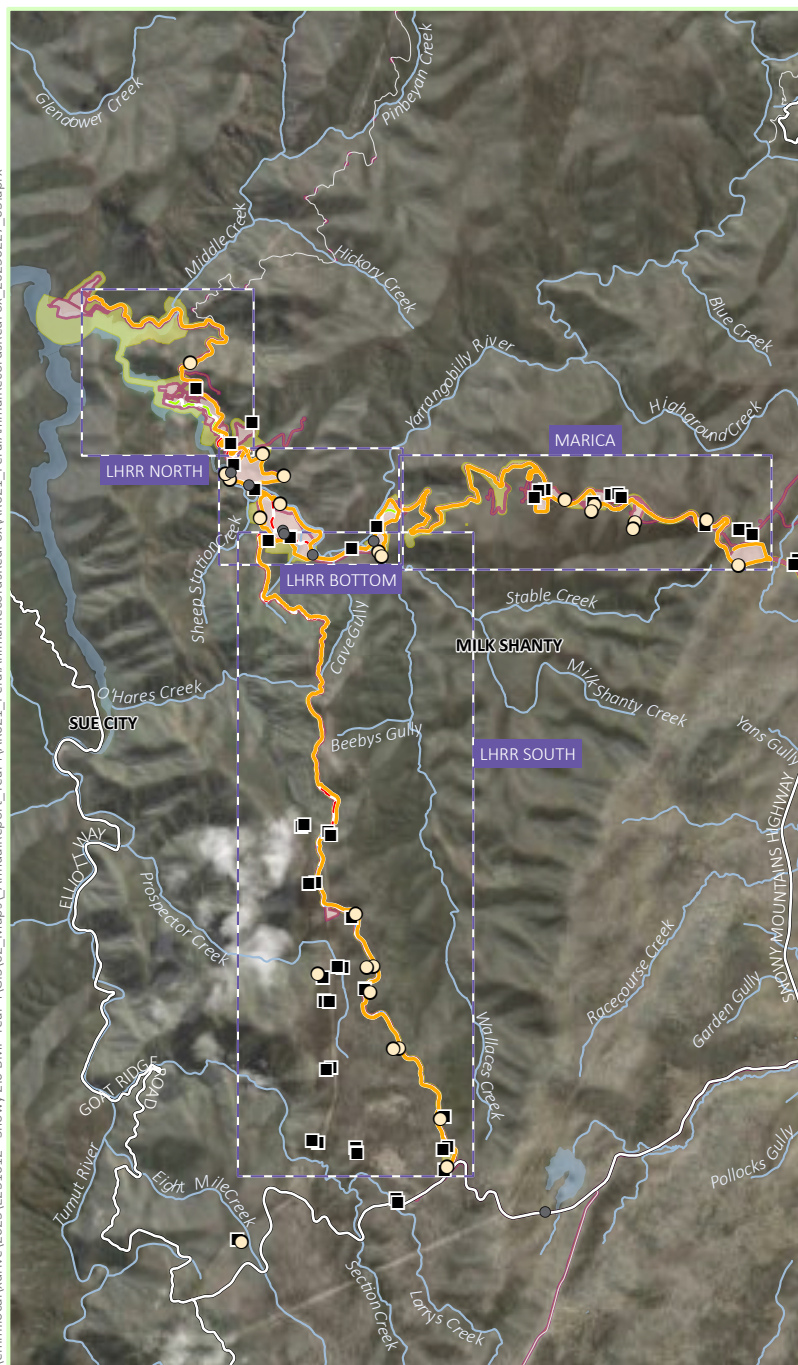 Glendower Creek
Pinbeyan Creek
Middle Creek
Hickory Creek
Blue Creek
Yarrangobilly River
Highground Creek
MARICA
LHRR NORTH
Sheep Station Creek
LHRR BOTTOM
Stable Creek
Cave Gully
MILK SHANTY
Milk Shanty Creek
O'Hares Creek
SUE CITY
Beebys Gully
LHRR SOUTH
Yans Gully
ELLIOTT WAY
Prospector Creek
SNOWY MOUNTAINS HIGHWAY
Racecourse Creek
Garden Gully
Wallaces Creek
GOAT RIDGE ROAD
Tumut River
Eight Mile Creek
Pollocks Gully
Section Creek
Larrys Creek